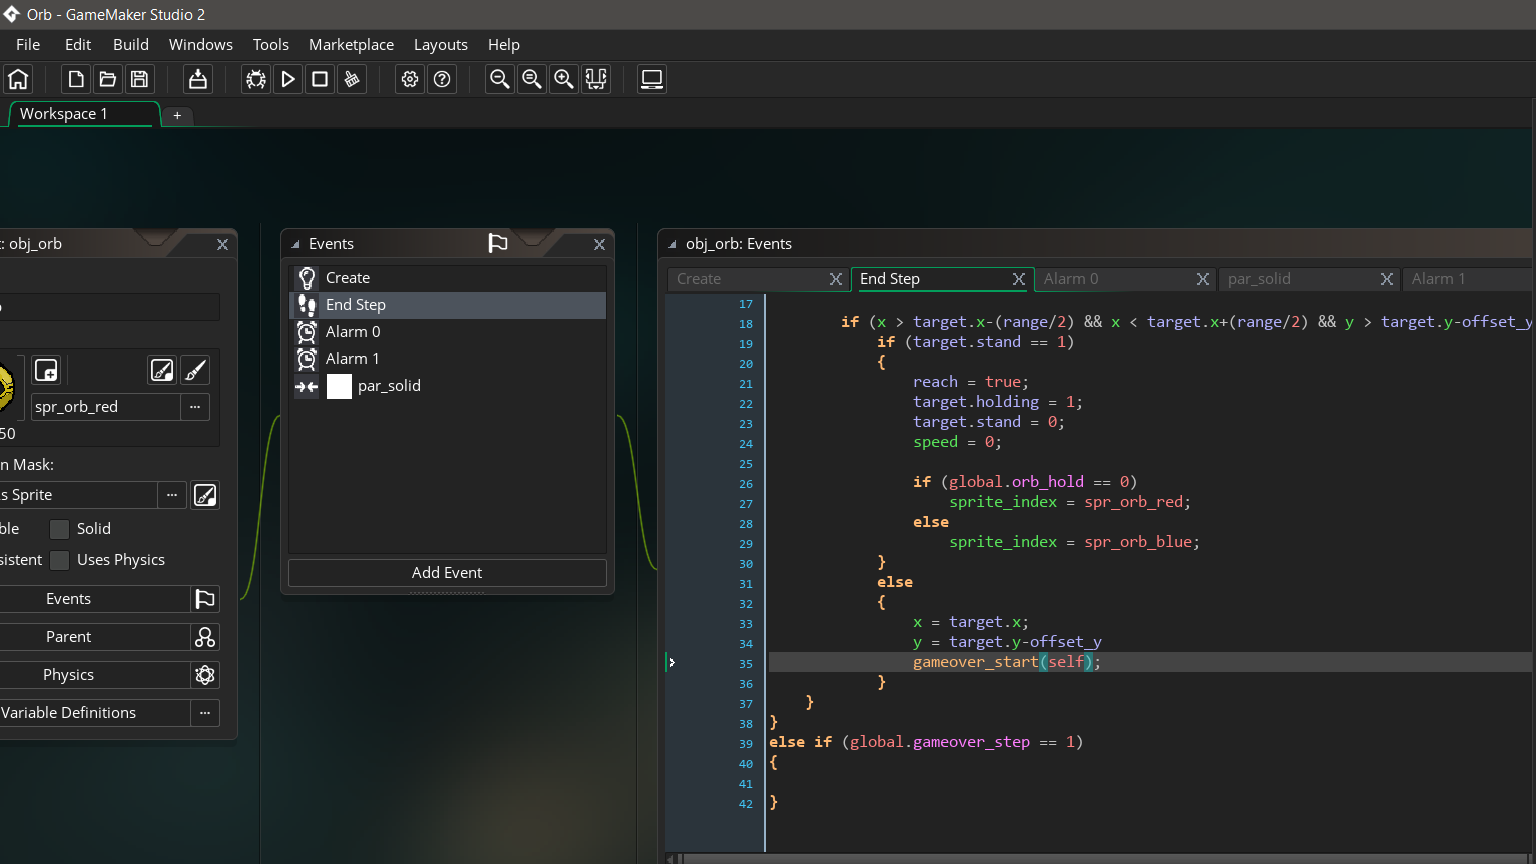 Orb - GameMaker Studio 2
File Edit Build Windows Tools Marketplace Layouts Help
Workspace 1 +
: obj_orb
spr_orb_red ...
50
n Mask:
s Sprite ...
ble Solid
sistent Uses Physics
Events
Parent
Physics
Variable Definitions ...
Events
Create
End Step
Alarm 0
Alarm 1
par_solid
Add Event
obj_orb: Events
Create End Step Alarm 0 par_solid Alarm 1
17
18 if (x > target.x-(range/2) && x < target.x+(range/2) && y > target.y-offset_y
19 if (target.stand == 1)
20 {
21 reach = true;
22 target.holding = 1;
23 target.stand = 0;
24 speed = 0;
25
26 if (global.orb_hold == 0)
27 sprite_index = spr_orb_red;
28 else
29 sprite_index = spr_orb_blue;
30 }
31 else
32 {
33 x = target.x;
34 y = target.y-offset_y
35 gameover_start(self);
36 }
37 }
38 }
39 else if (global.gameover_step == 1)
40 {
41
42 }